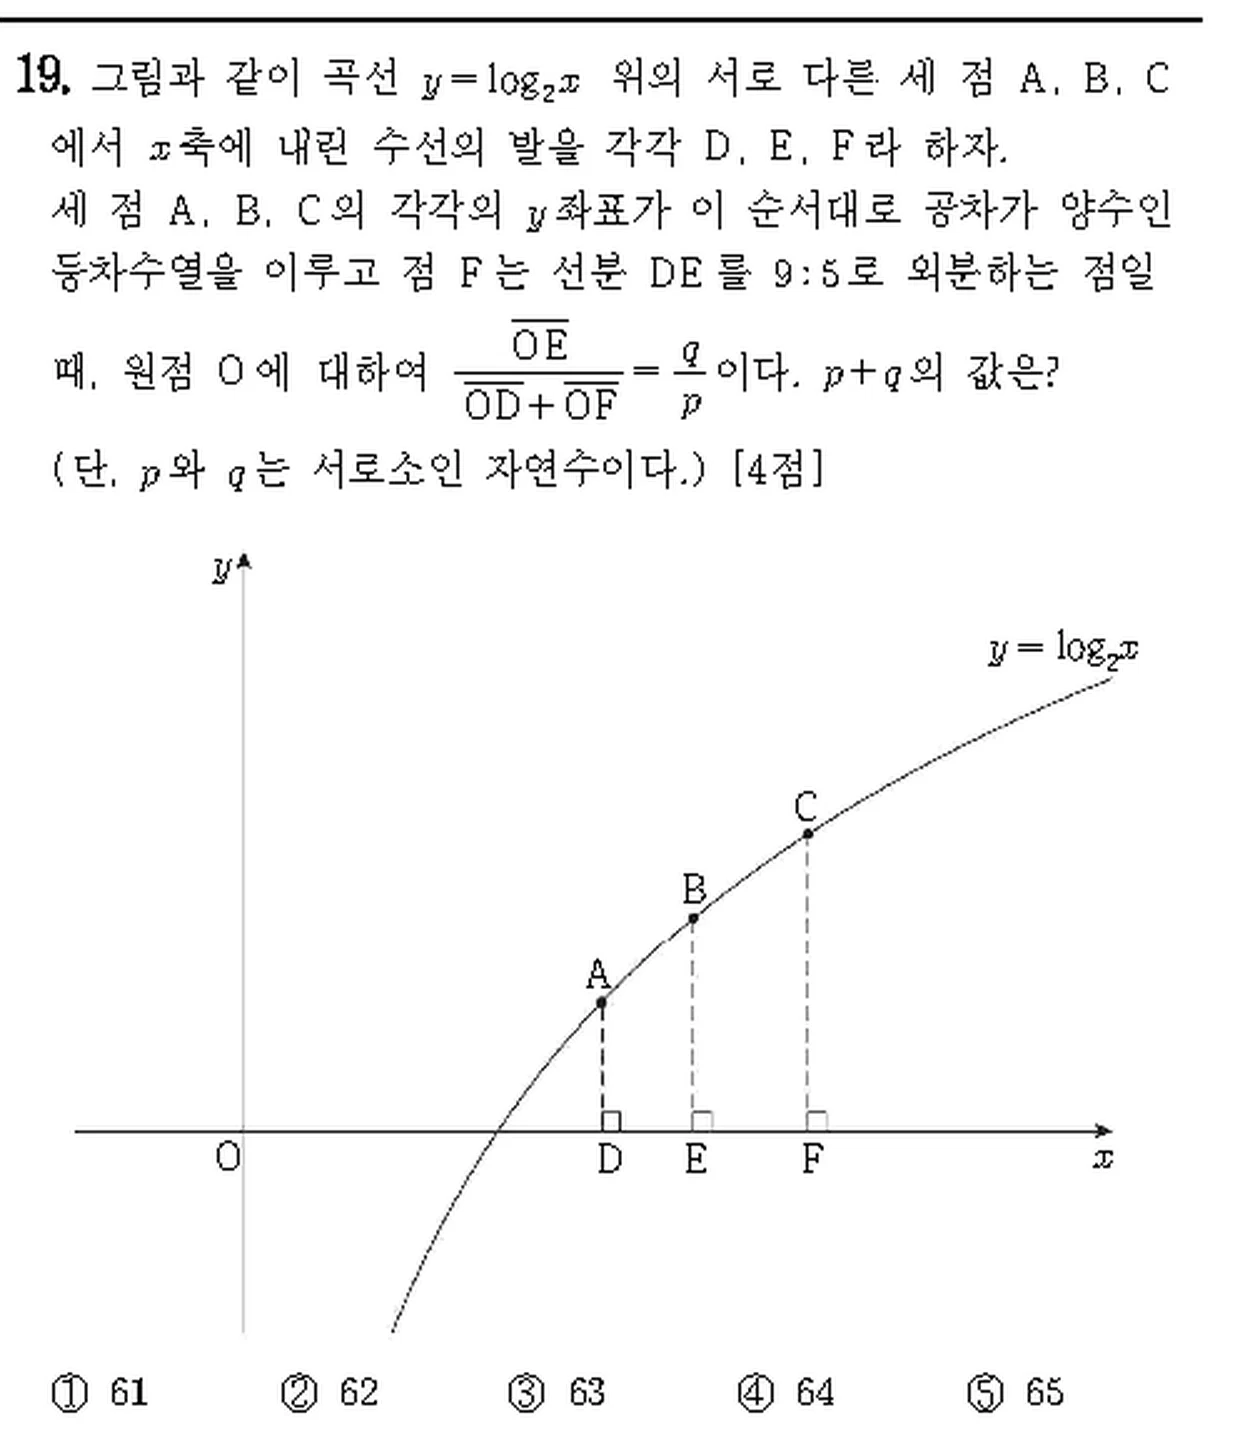 19. 그림과 같이 곡선 y=log₂x 위의 서로 다른 세 점 A, B, C
에서 x축에 내린 수선의 발을 각각 D, E, F라 하자.
세 점 A, B, C의 각각의 y좌표가 이 순서대로 공차가 양수인
등차수열을 이루고 점 F는 선분 DE를 9:5로 외분하는 점일
때, 원점 O에 대하여 \frac{\overline{OE}}{\overline{OD}+\overline{OF}}=\frac{q}{p}이다. p+q의 값은?
(단, p와 q는 서로소인 자연수이다.) [4점]
y
y=log₂x
C
B
A
O D E F x
① 61 ② 62 ③ 63 ④ 64 ⑤ 65